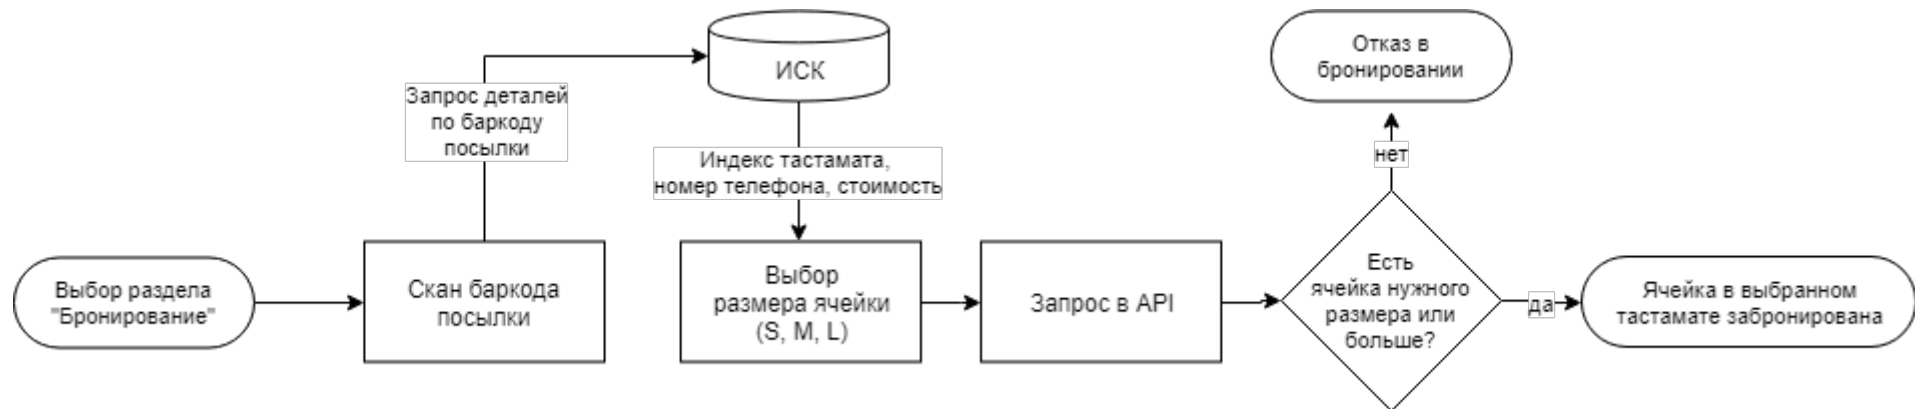 Выбор раздела
"Бронирование"
Скан баркода
посылки
Запрос деталей
по баркоду
посылки
ИСК
Индекс тастамата,
номер телефона, стоимость
Выбор
размера ячейки
(S, M, L)
Запрос в API
Есть
ячейка нужного
размера или
больше?
нет
Отказ в
бронировании
да
Ячейка в выбранном
тастамате забронирована